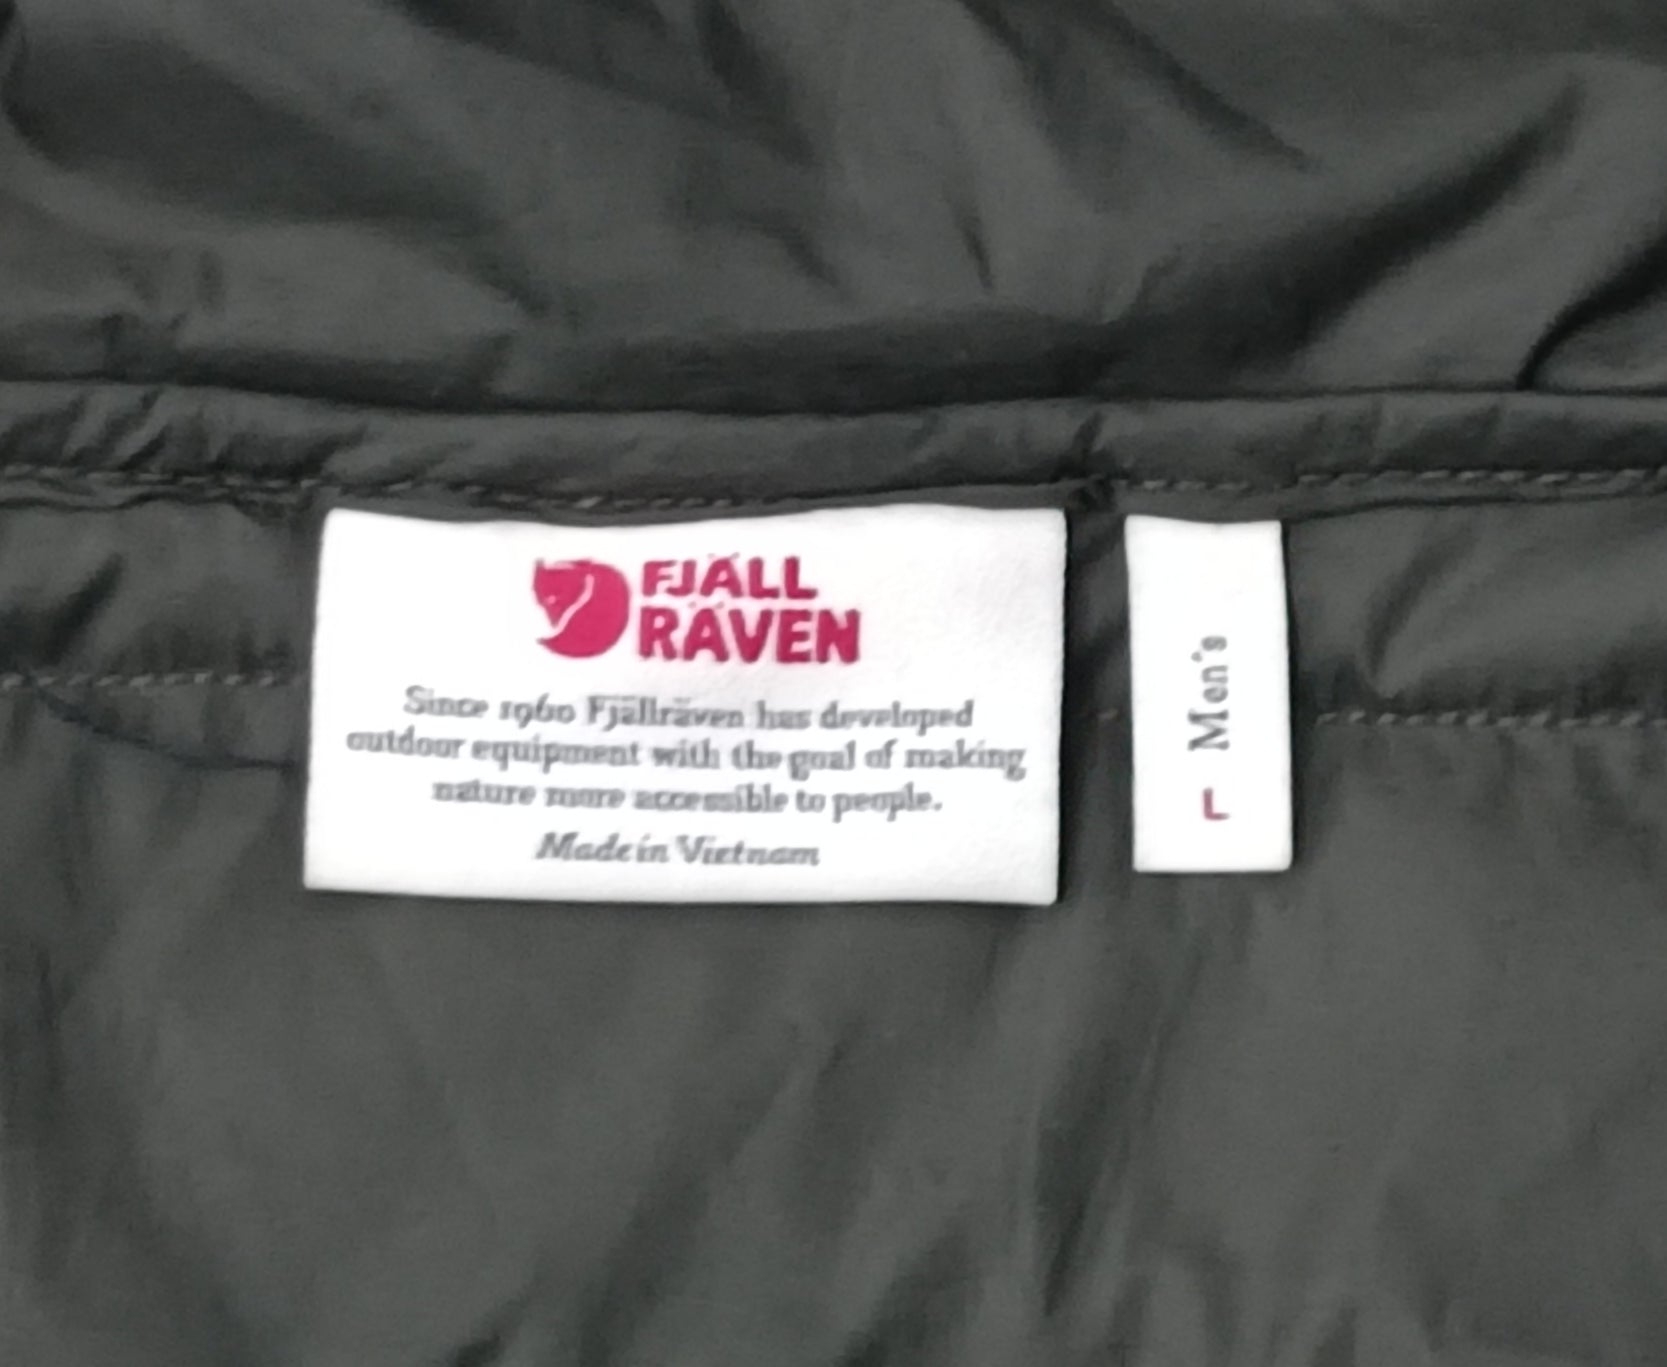 FJÄLL
RÄVEN
Since 1960 Fjällräven has developed
outdoor equipment with the goal of making
nature more accessible to people.
Made in Vietnam
L Men's